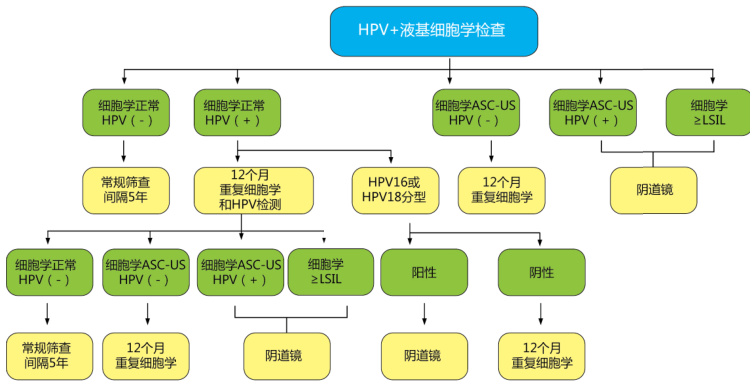 HPV+液基细胞学检查
细胞学正常
HPV（-）
细胞学正常
HPV（+）
细胞学ASC-US
HPV（-）
细胞学ASC-US
HPV（+）
细胞学
≥LSIL
常规筛查
间隔5年
12个月
重复细胞学
和HPV检测
HPV16或
HPV18分型
12个月
重复细胞学
阴道镜
细胞学正常
HPV（-）
细胞学ASC-US
HPV（-）
细胞学ASC-US
HPV（+）
细胞学
≥LSIL
阳性
阴性
常规筛查
间隔5年
12个月
重复细胞学
阴道镜
阴道镜
12个月
重复细胞学